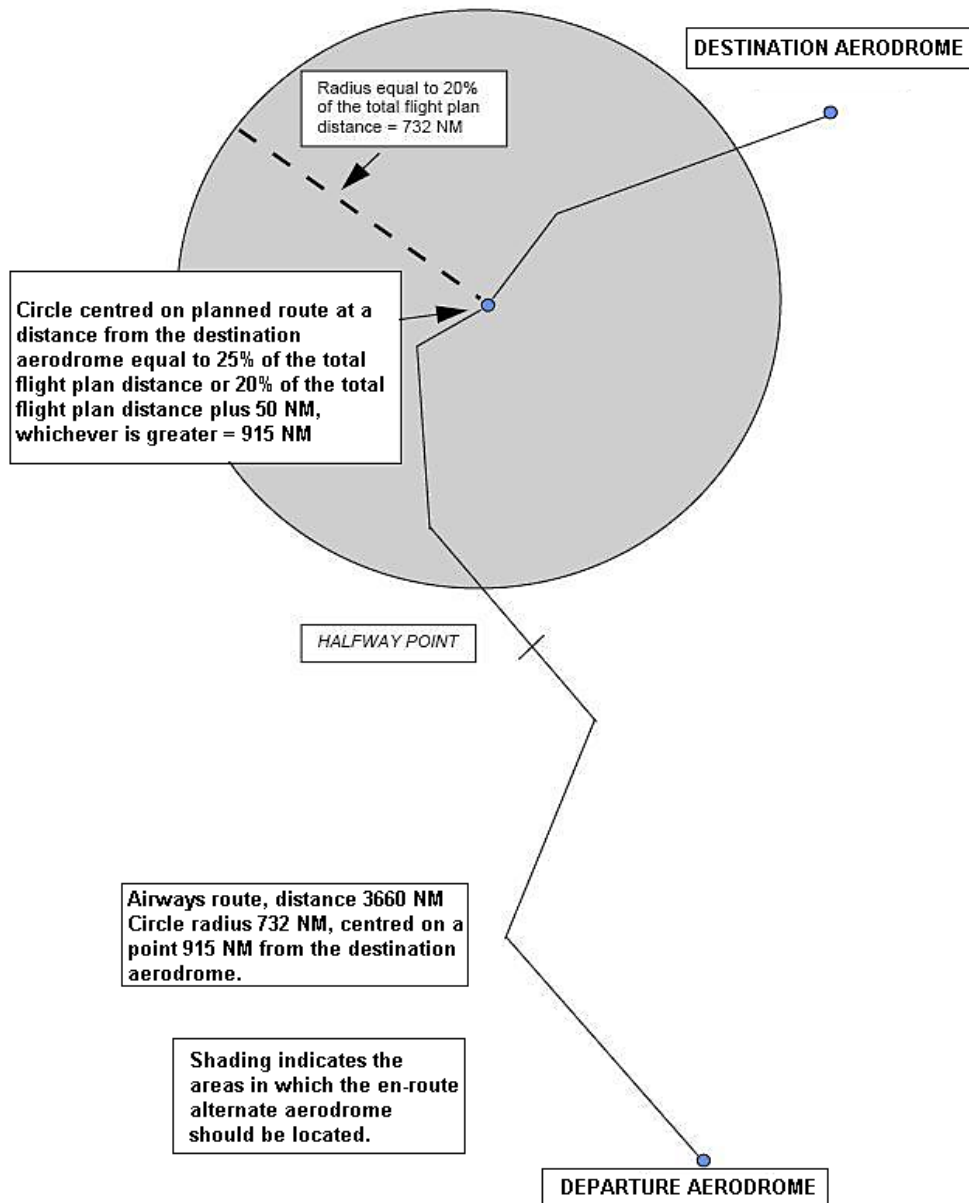 DESTINATION AERODROME
Radius equal to 20%
of the total flight plan
distance = 732 NM
Circle centred on planned route at a
distance from the destination
aerodrome equal to 25% of the total
flight plan distance or 20% of the total
flight plan distance plus 50 NM,
whichever is greater = 915 NM
HALFWAY POINT
Airways route, distance 3660 NM
Circle radius 732 NM, centred on a
point 915 NM from the destination
aerodrome.
Shading indicates the
areas in which the en-route
alternate aerodrome
should be located.
DEPARTURE AERODROME